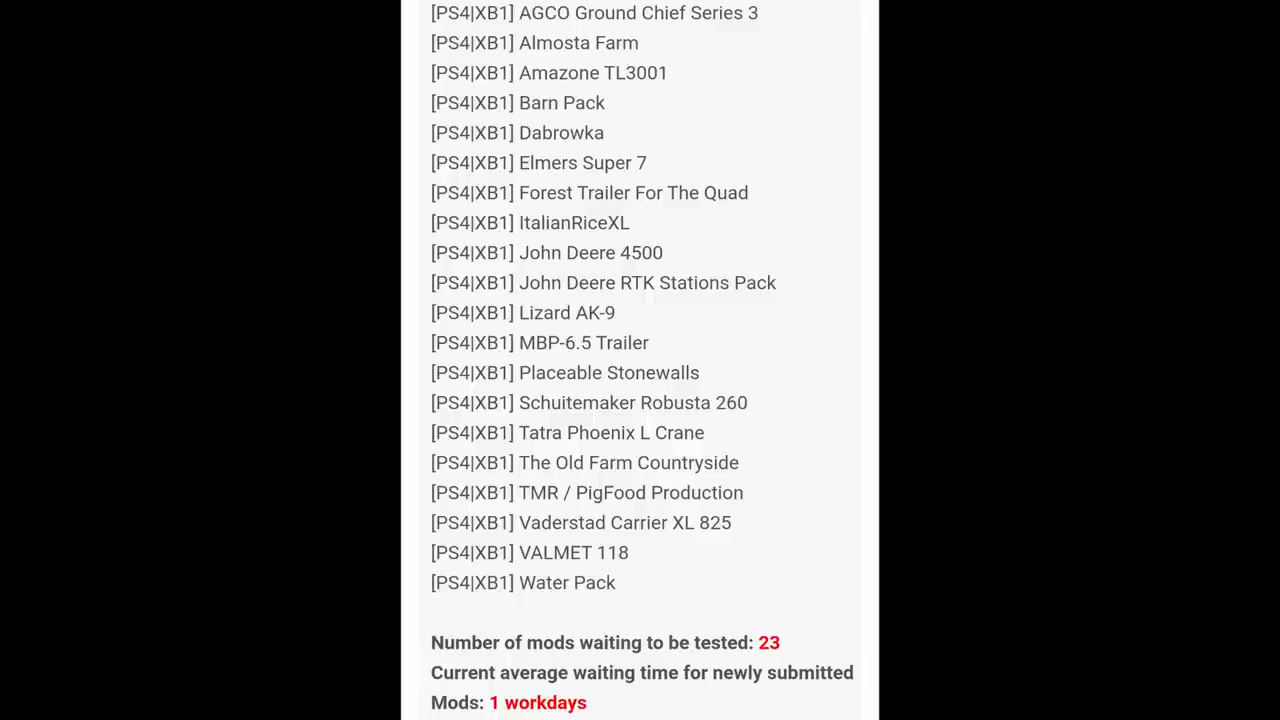 [PS4|XB1] AGCO Ground Chief Series 3
[PS4|XB1] Almosta Farm
[PS4|XB1] Amazone TL3001
[PS4|XB1] Barn Pack
[PS4|XB1] Dabrowka
[PS4|XB1] Elmers Super 7
[PS4|XB1] Forest Trailer For The Quad
[PS4|XB1] ItalianRiceXL
[PS4|XB1] John Deere 4500
[PS4|XB1] John Deere RTK Stations Pack
[PS4|XB1] Lizard AK-9
[PS4|XB1] MBP-6.5 Trailer
[PS4|XB1] Placeable Stonewalls
[PS4|XB1] Schuitemaker Robusta 260
[PS4|XB1] Tatra Phoenix L Crane
[PS4|XB1] The Old Farm Countryside
[PS4|XB1] TMR / PigFood Production
[PS4|XB1] Vaderstad Carrier XL 825
[PS4|XB1] VALMET 118
[PS4|XB1] Water Pack
Number of mods waiting to be tested: 23
Current average waiting time for newly submitted
Mods: 1 workdays